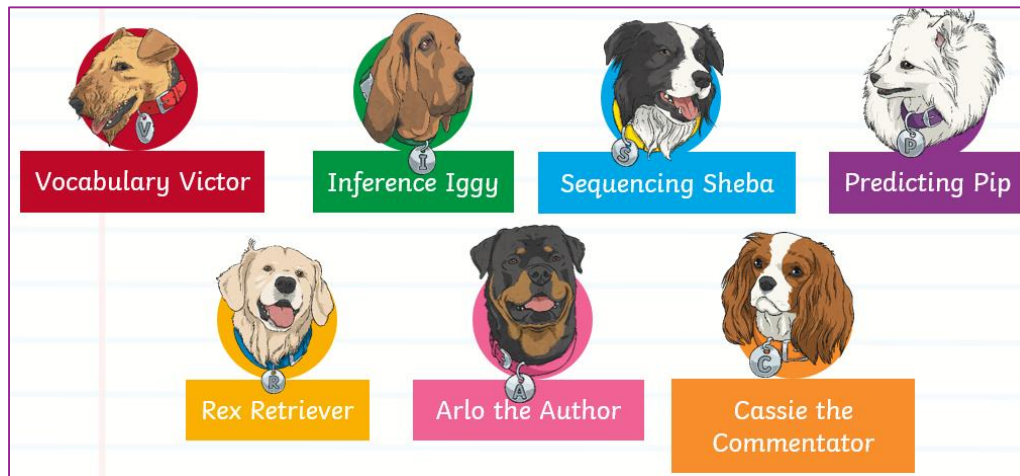 V
I
S
P
Vocabulary Victor
Inference Iggy
Sequencing Sheba
Predicting Pip
R
A
C
Rex Retriever
Arlo the Author
Cassie the
Commentator